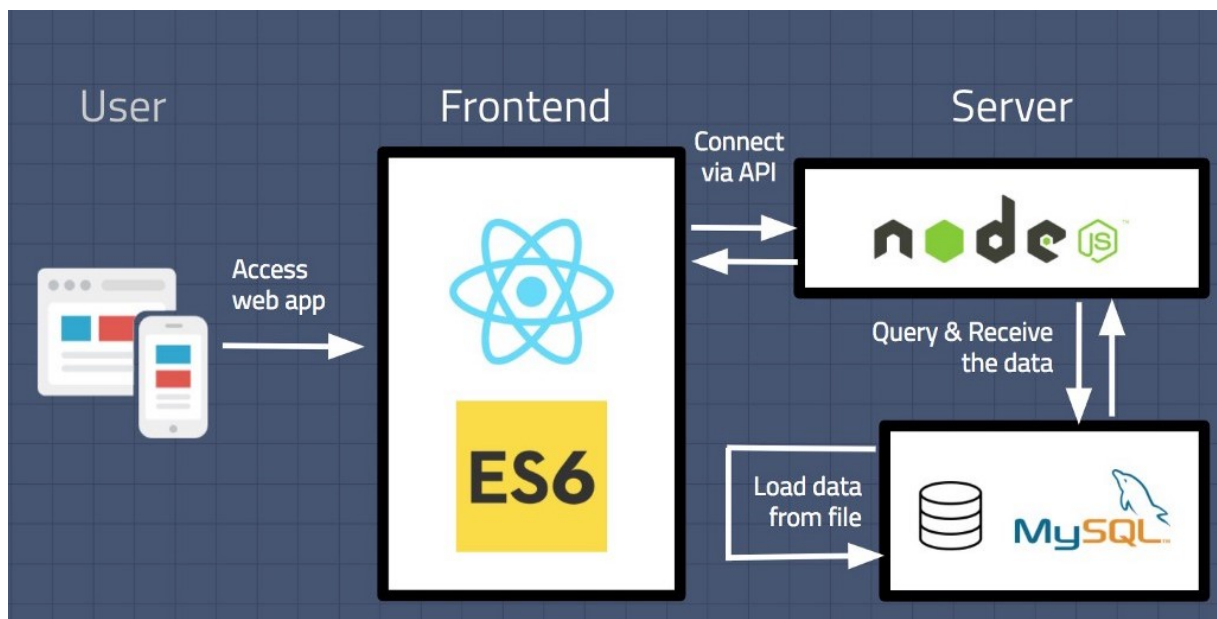 User
Frontend
Server
Connect
via API
node
JS
™
Access
web app
Query & Receive
the data
ES6
Load data
from file
MySQL